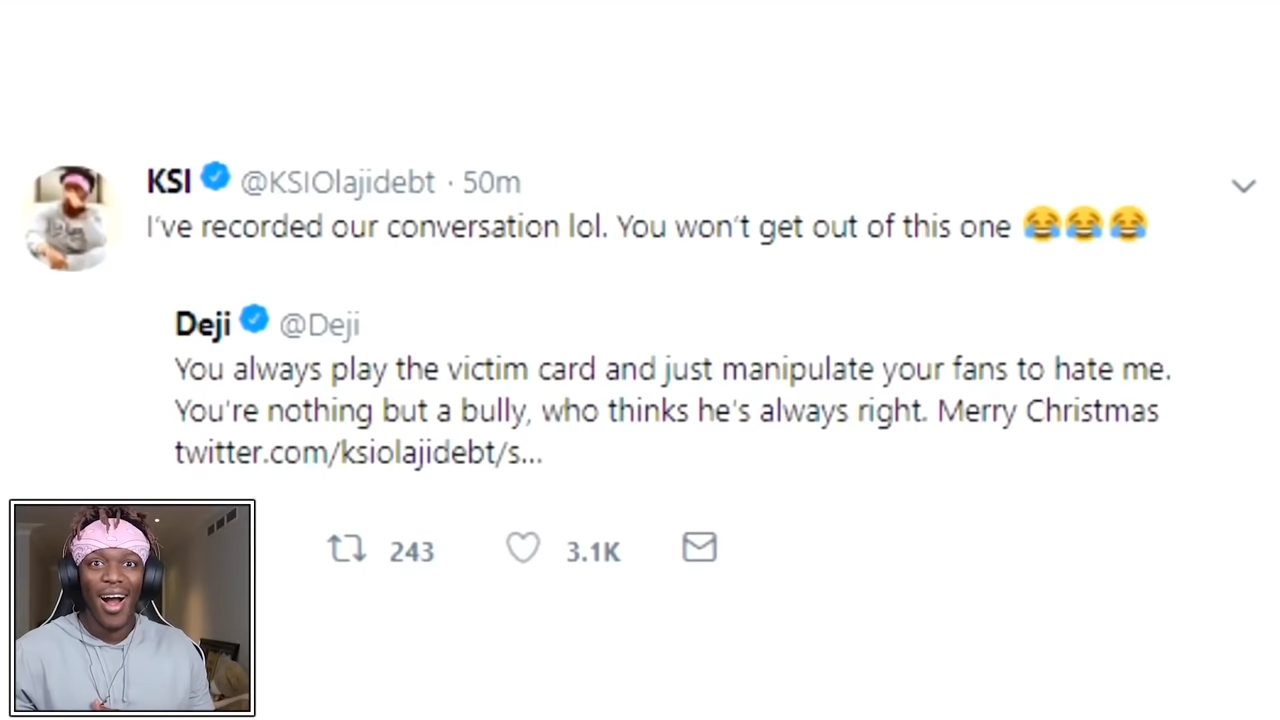 KSI @KSIOlajidebt · 50m
I've recorded our conversation lol. You won't get out of this one 😂😂😂
Deji @Deji
You always play the victim card and just manipulate your fans to hate me.
You're nothing but a bully, who thinks he's always right. Merry Christmas
twitter.com/ksiolajidebt/s...
243 3.1K